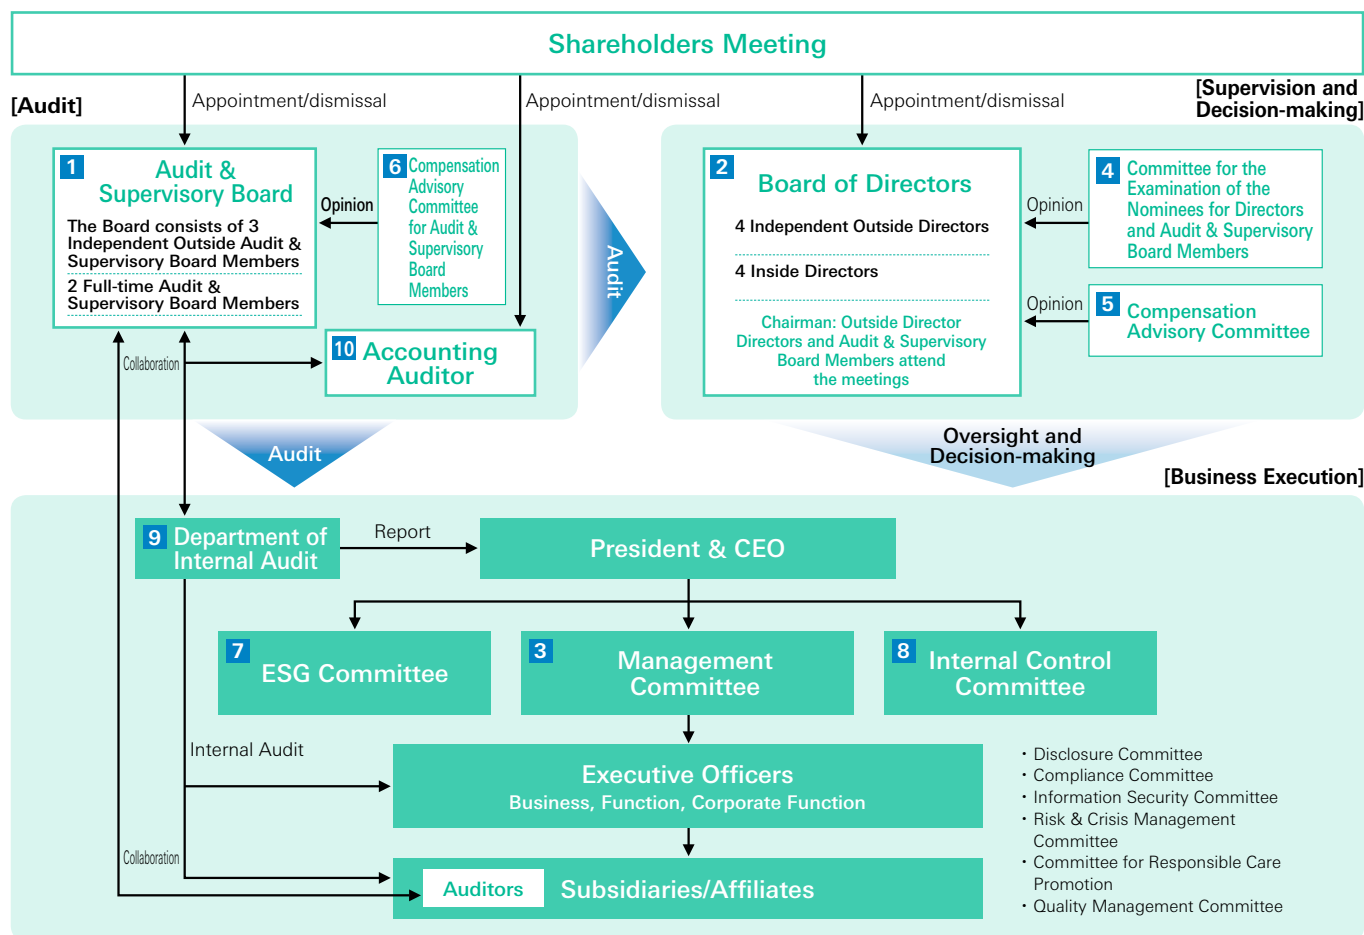 Shareholders Meeting
[Audit]
Appointment/dismissal
Appointment/dismissal
Appointment/dismissal
[Supervision and
Decision-making]
1
Audit &
Supervisory Board
The Board consists of 3
Independent Outside Audit &
Supervisory Board Members
2 Full-time Audit &
Supervisory Board Members
Opinion
6
Compensation
Advisory
Committee
for Audit &
Supervisory
Board
Members
Collaboration
10
Accounting
Auditor
Audit
2
Board of Directors
4 Independent Outside Directors
4 Inside Directors
Chairman: Outside Director
Directors and Audit & Supervisory
Board Members attend
the meetings
Opinion
4
Committee for the
Examination of the
Nominees for Directors
and Audit & Supervisory
Board Members
Opinion
5
Compensation
Advisory Committee
Audit
Oversight and
Decision-making
[Business Execution]
9
Department of
Internal Audit
Report
President & CEO
7
ESG Committee
3
Management
Committee
8
Internal Control
Committee
Internal Audit
Executive Officers
Business, Function, Corporate Function
Collaboration
Auditors
Subsidiaries/Affiliates
・Disclosure Committee
・Compliance Committee
・Information Security Committee
・Risk & Crisis Management
Committee
・Committee for Responsible Care
Promotion
・Quality Management Committee